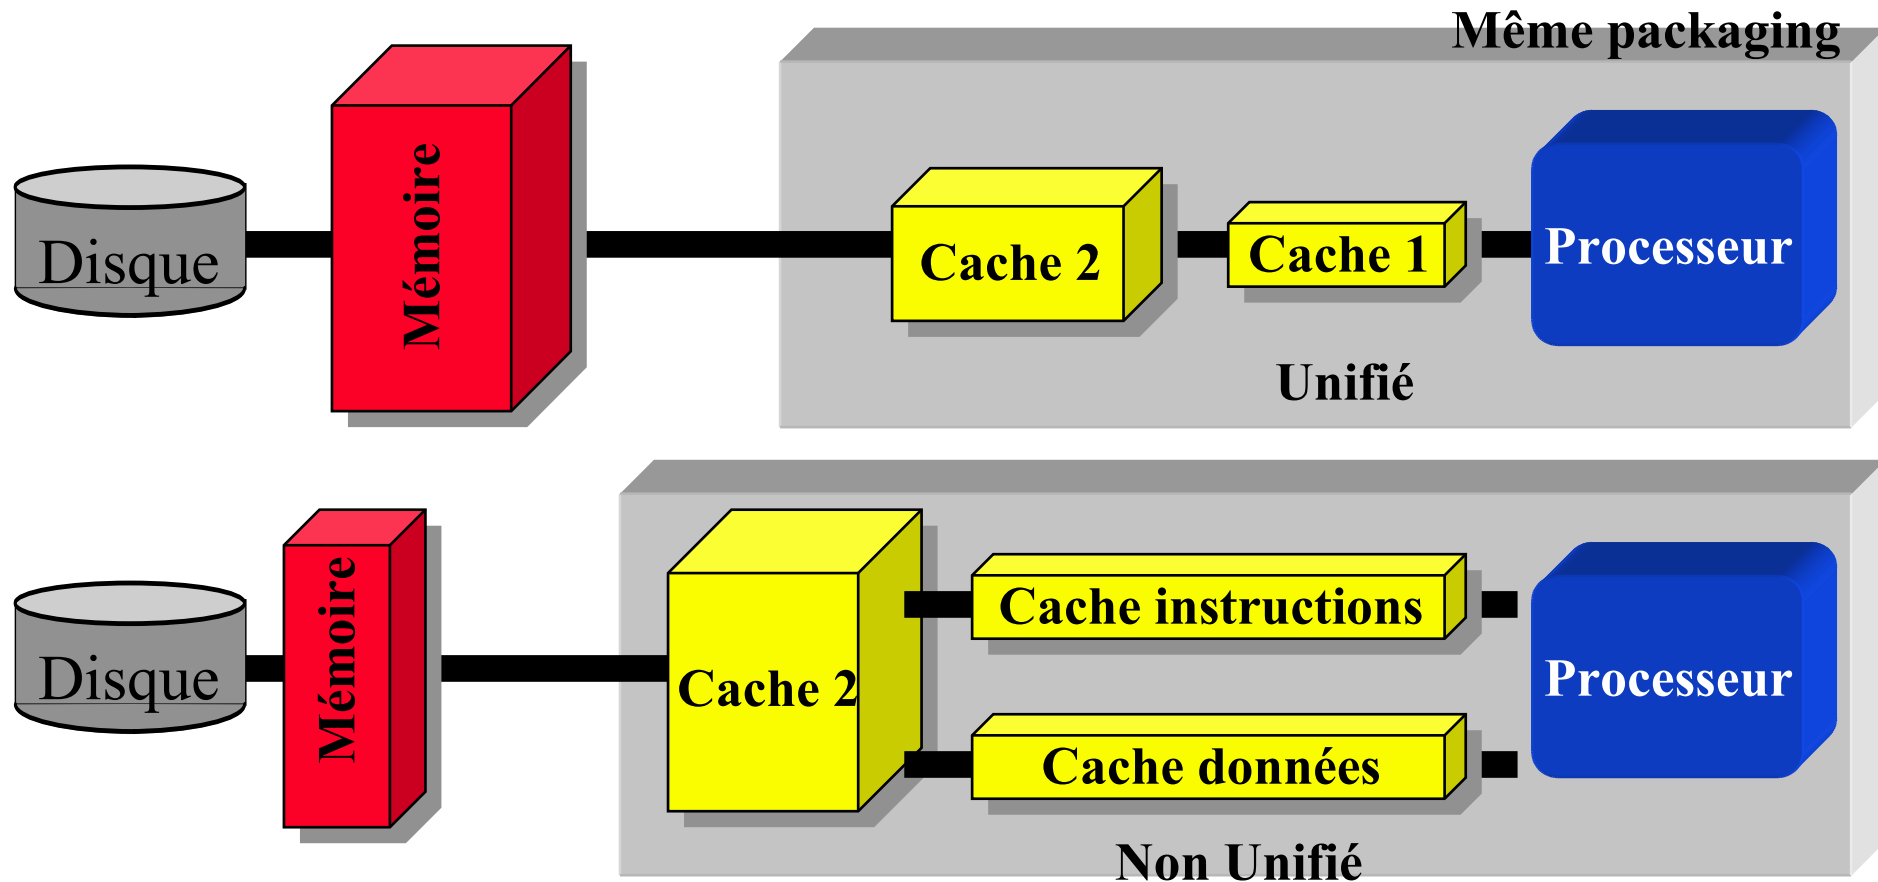 Même packaging
Disque
Mémoire
Cache 2
Cache 1
Processeur
Unifié
Disque
Mémoire
Cache 2
Cache instructions
Cache données
Processeur
Non Unifié